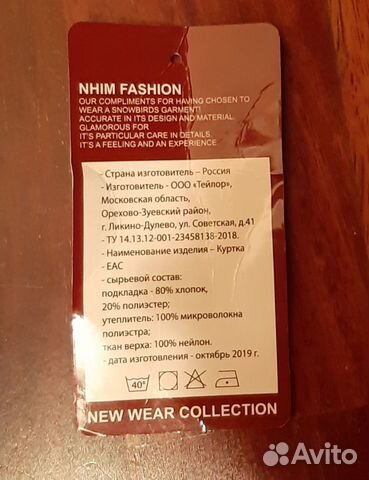 NHIM FASHION
OUR COMPLIMENTS FOR HAVING CHOSEN TO
WEAR A SNOWBIRDS GARMENT!
ACCURATE IN ITS DESIGN AND MATERIAL
GLAMOROUS FOR
IT'S PARTICULAR CARE IN DETAILS.
IT'S A FEELING AND AN EXPERIENCE
- Страна изготовитель – Россия
- Изготовитель - ООО «Тейлор»,
Московская область,
Орехово-Зуевский район,
г. Ликино-Дулево, ул. Советская, д.41
- ТУ 14.13.12-001-23458138-2018.
- Наименование изделия – Куртка
- ЕАС
- сырьевой состав:
подкладка - 80% хлопок,
20% полиэстер;
утеплитель: 100% микроволокна
полиэстра;
ткан верха: 100% нейлон.
- дата изготовления - октябрь 2019 г.
40°
NEW WEAR COLLECTION
Avito